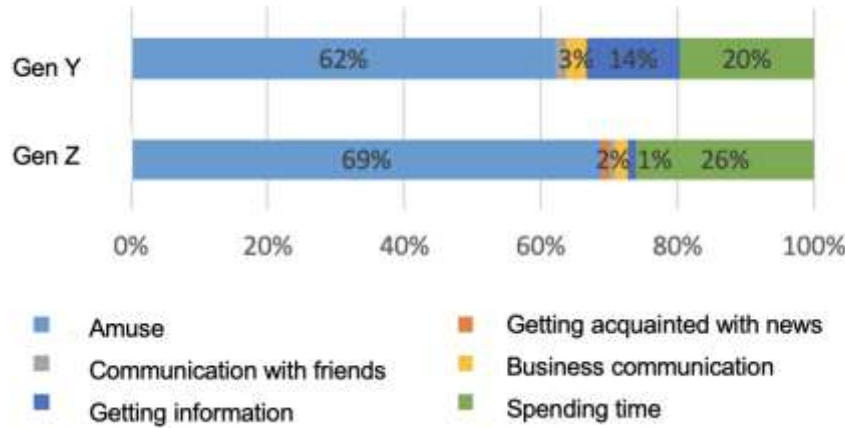 Gen Y 62% 3% 14% 20%
Gen Z 69% 2% 1% 26%
0% 20% 40% 60% 80% 100%
Amuse Getting acquainted with news
Communication with friends Business communication
Getting information Spending time